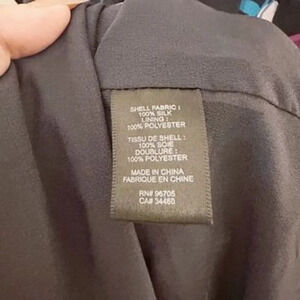 SHELL FABRIC :
100% SILK
LINING :
100% POLYESTER
TISSU DE SHELL :
100% SOIE
DOUBLURE :
100% POLYESTER
MADE IN CHINA
FABRIQUE EN CHINE
RN# 96705
CA# 34460